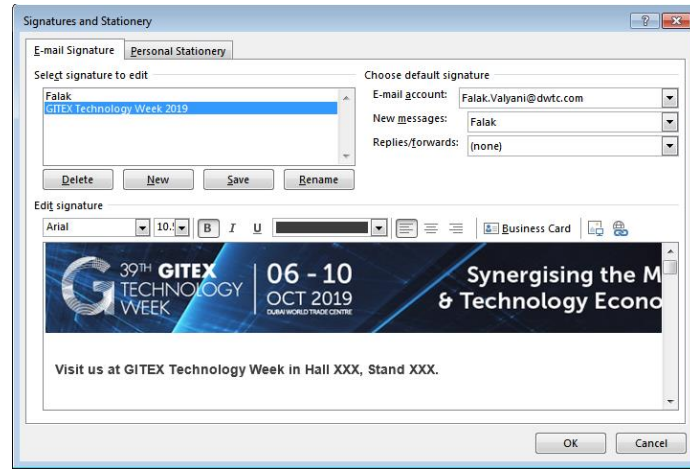 Signatures and Stationery
E-mail Signature Personal Stationery
Select signature to edit
Choose default signature
Falak
GITEX Technology Week 2019
E-mail account: Falak.Valyani@dwtc.com
New messages: Falak
Replies/forwards: (none)
Delete New Save Rename
Edit signature
Arial 10. B I U Business Card
39TH GITEX
TECHNOLOGY
WEEK
06 - 10
OCT 2019
DUBAI WORLD TRADE CENTRE
Synergising the M
& Technology Econo
Visit us at GITEX Technology Week in Hall XXX, Stand XXX.
OK Cancel